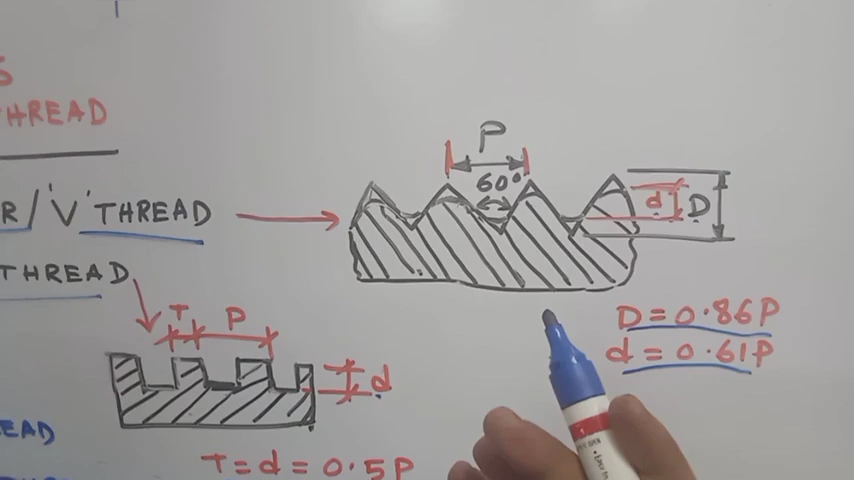 S
THREAD
P
60°
d D
R/'V' THREAD
THREAD
T P
D = 0.86P
d = 0.61P
d
EAD
T = d = 0.5P